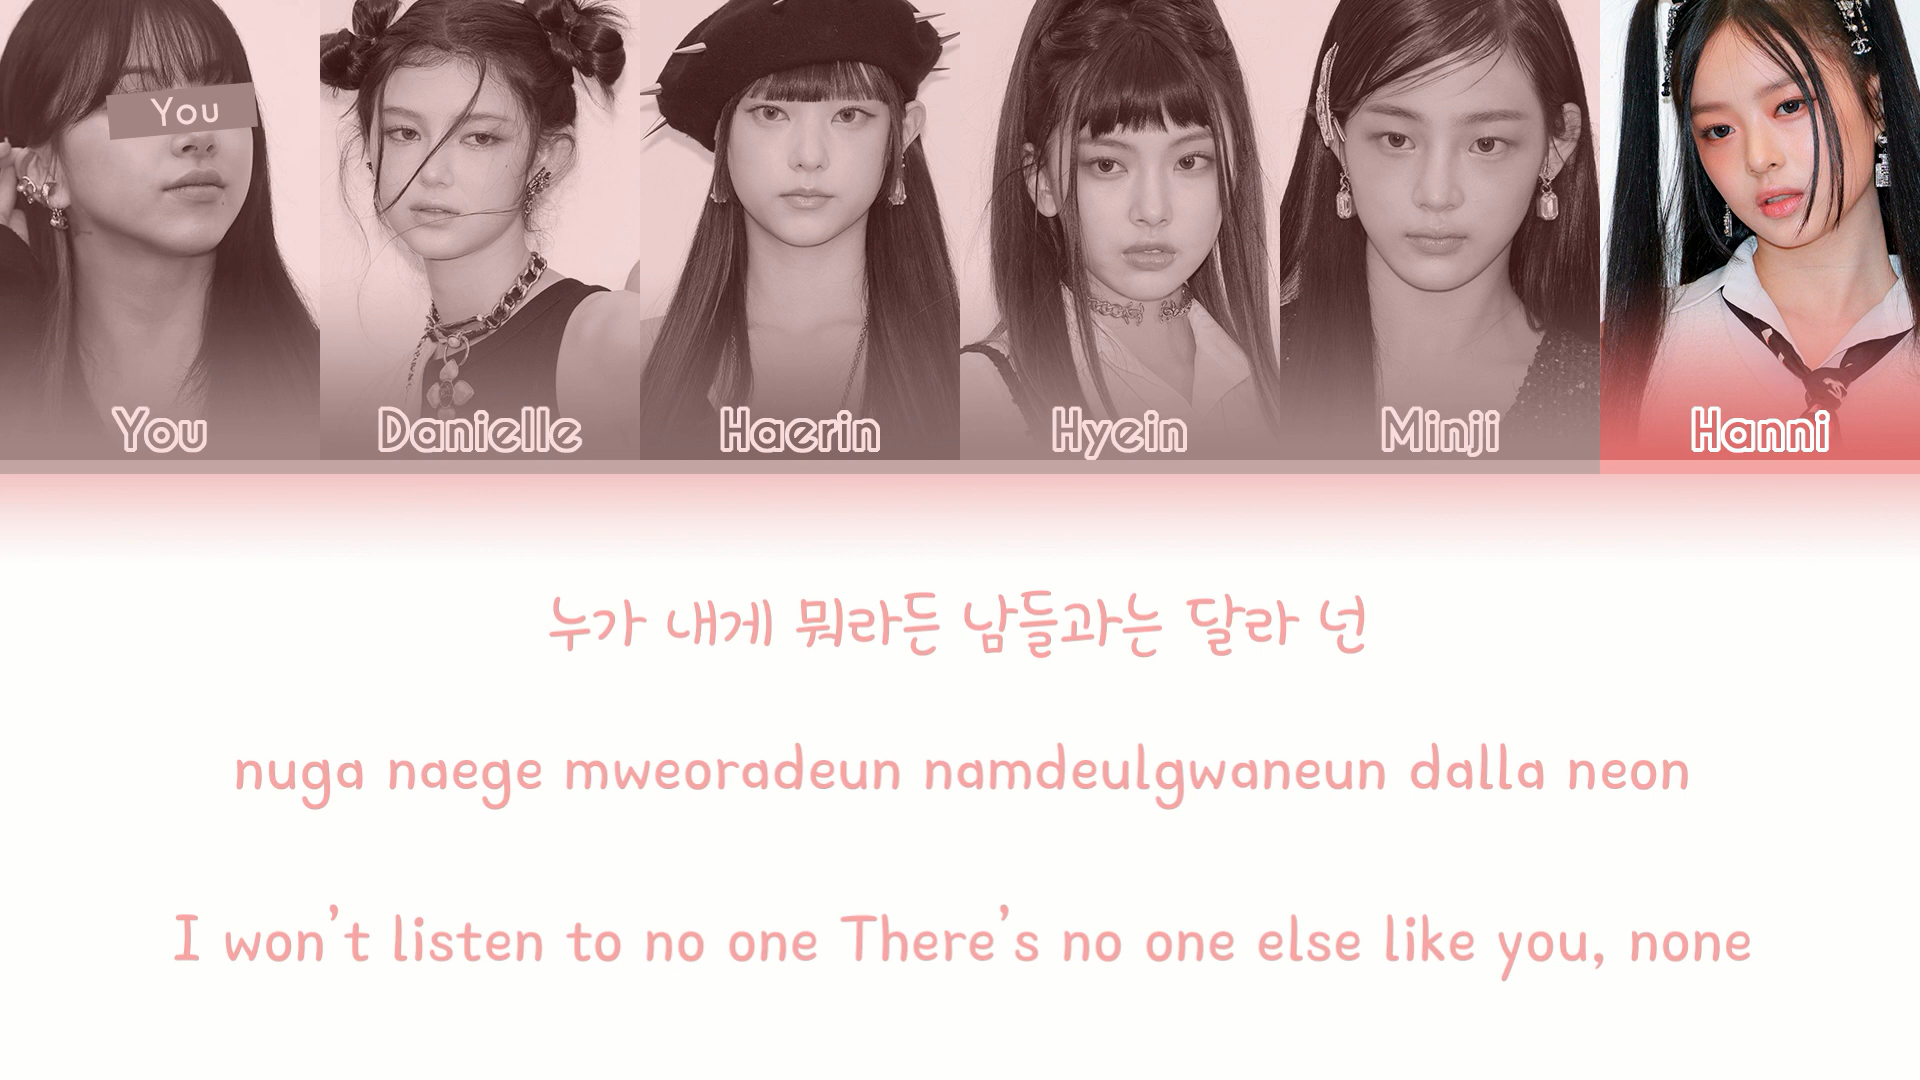 You
You Danielle Haerin Hyein Minji Hanni
누가 내게 뭐라든 남들과는 달라 넌
nuga naege mweoradeun namdeulgwaneun dalla neon
I won't listen to no one There's no one else like you, none